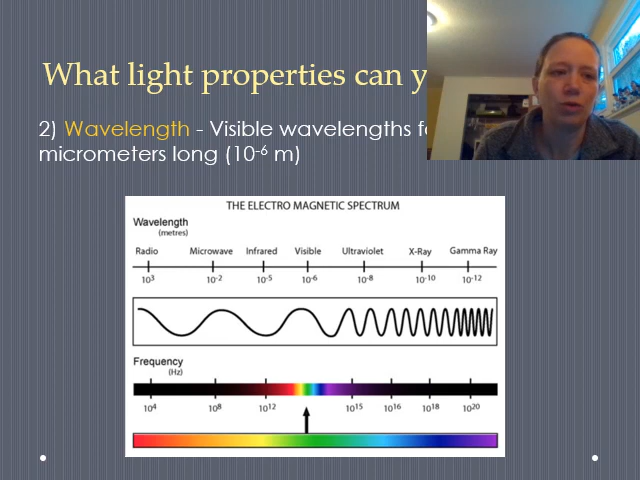 What light properties can y
2) Wavelength - Visible wavelengths
micrometers long (10⁻⁶ m)
THE ELECTRO MAGNETIC SPECTRUM
Wavelength
(metres)
Radio Microwave Infrared Visible Ultraviolet X-Ray Gamma Ray
10³ 10⁻² 10⁻⁵ 10⁻⁶ 10⁻⁸ 10⁻¹⁰ 10⁻¹²
Frequency
(Hz)
10⁴ 10⁸ 10¹² 10¹⁵ 10¹⁶ 10¹⁸ 10²⁰